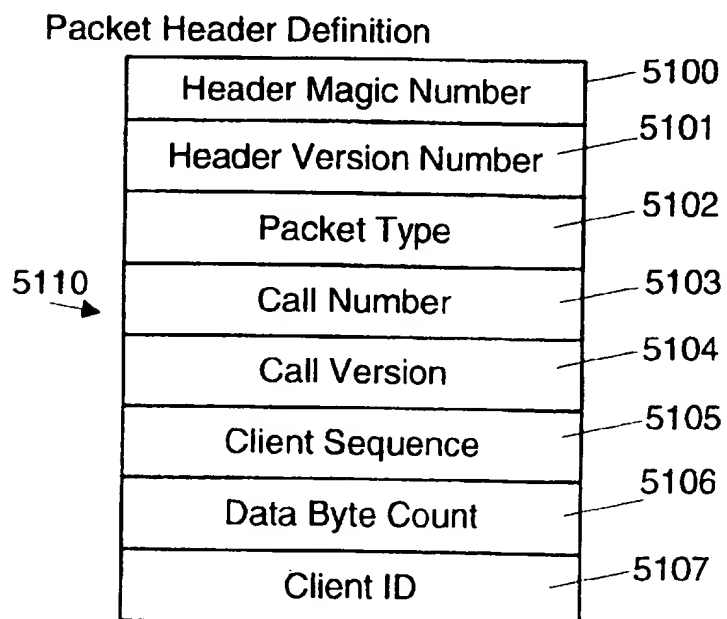 Packet Header Definition
Header Magic Number 5100
Header Version Number 5101
Packet Type 5102
5110
Call Number 5103
Call Version 5104
Client Sequence 5105
Data Byte Count 5106
Client ID 5107